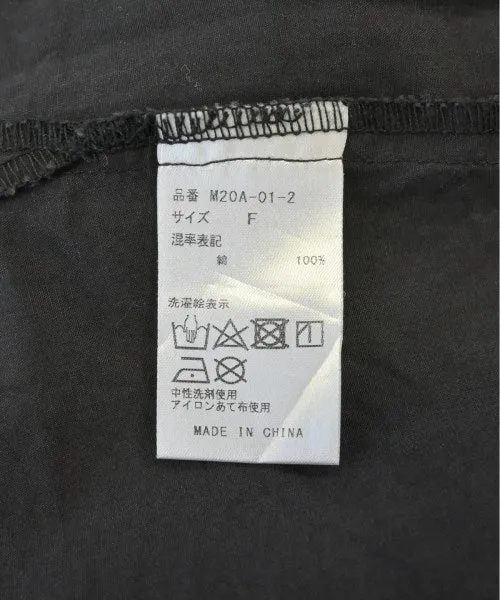 品番 M20A-01-2
サイズ F
混率表記
綿 100%
洗濯絵表示
中性洗剤使用
アイロンあて布使用
MADE IN CHINA